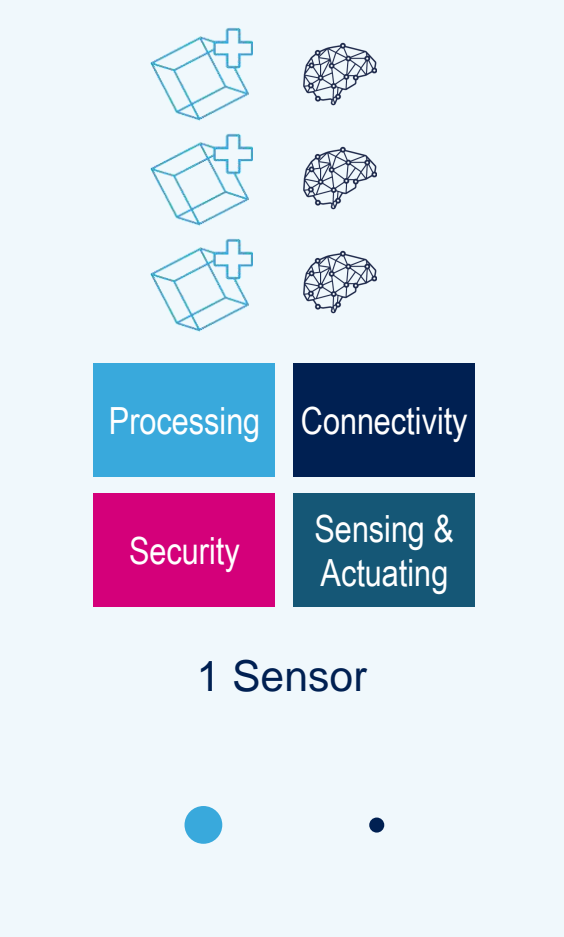 Processing
Connectivity
Security
Sensing &
Actuating
1 Sensor